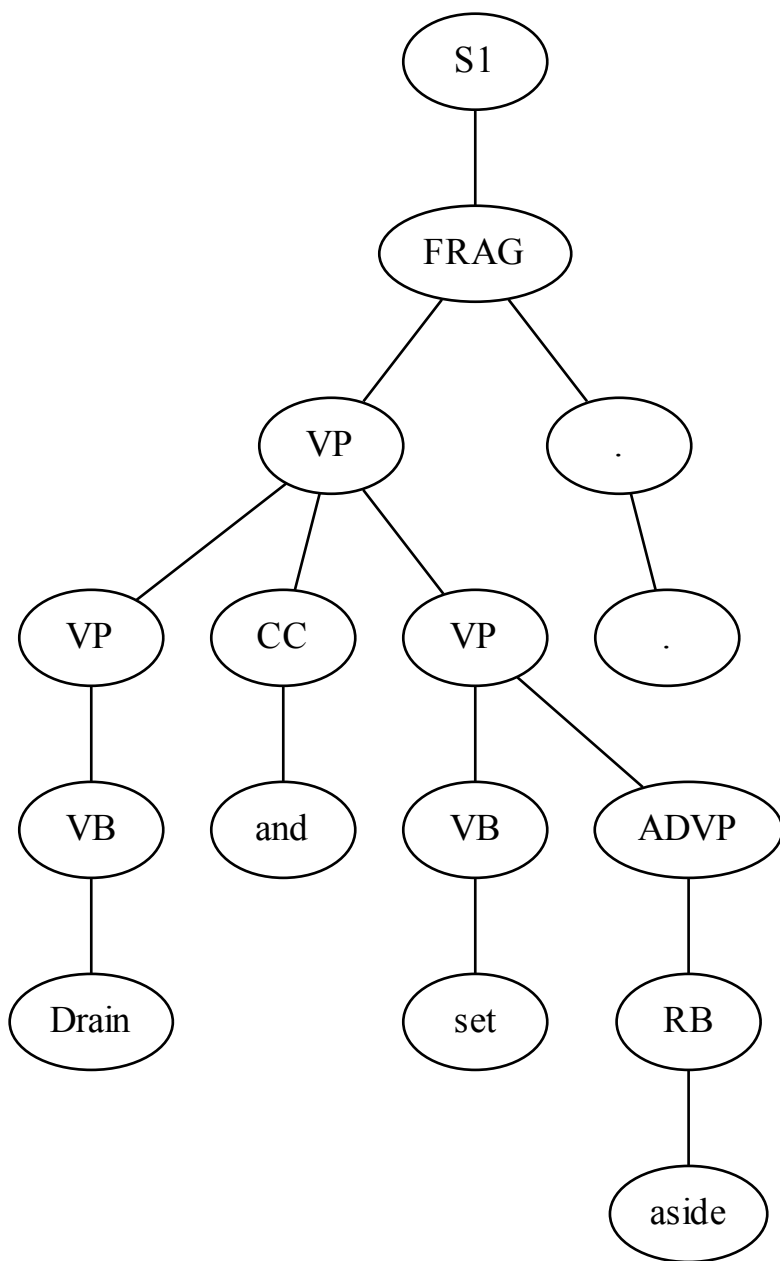 S1
FRAG
VP .
VP CC VP .
VB and VB ADVP
Drain set RB
aside